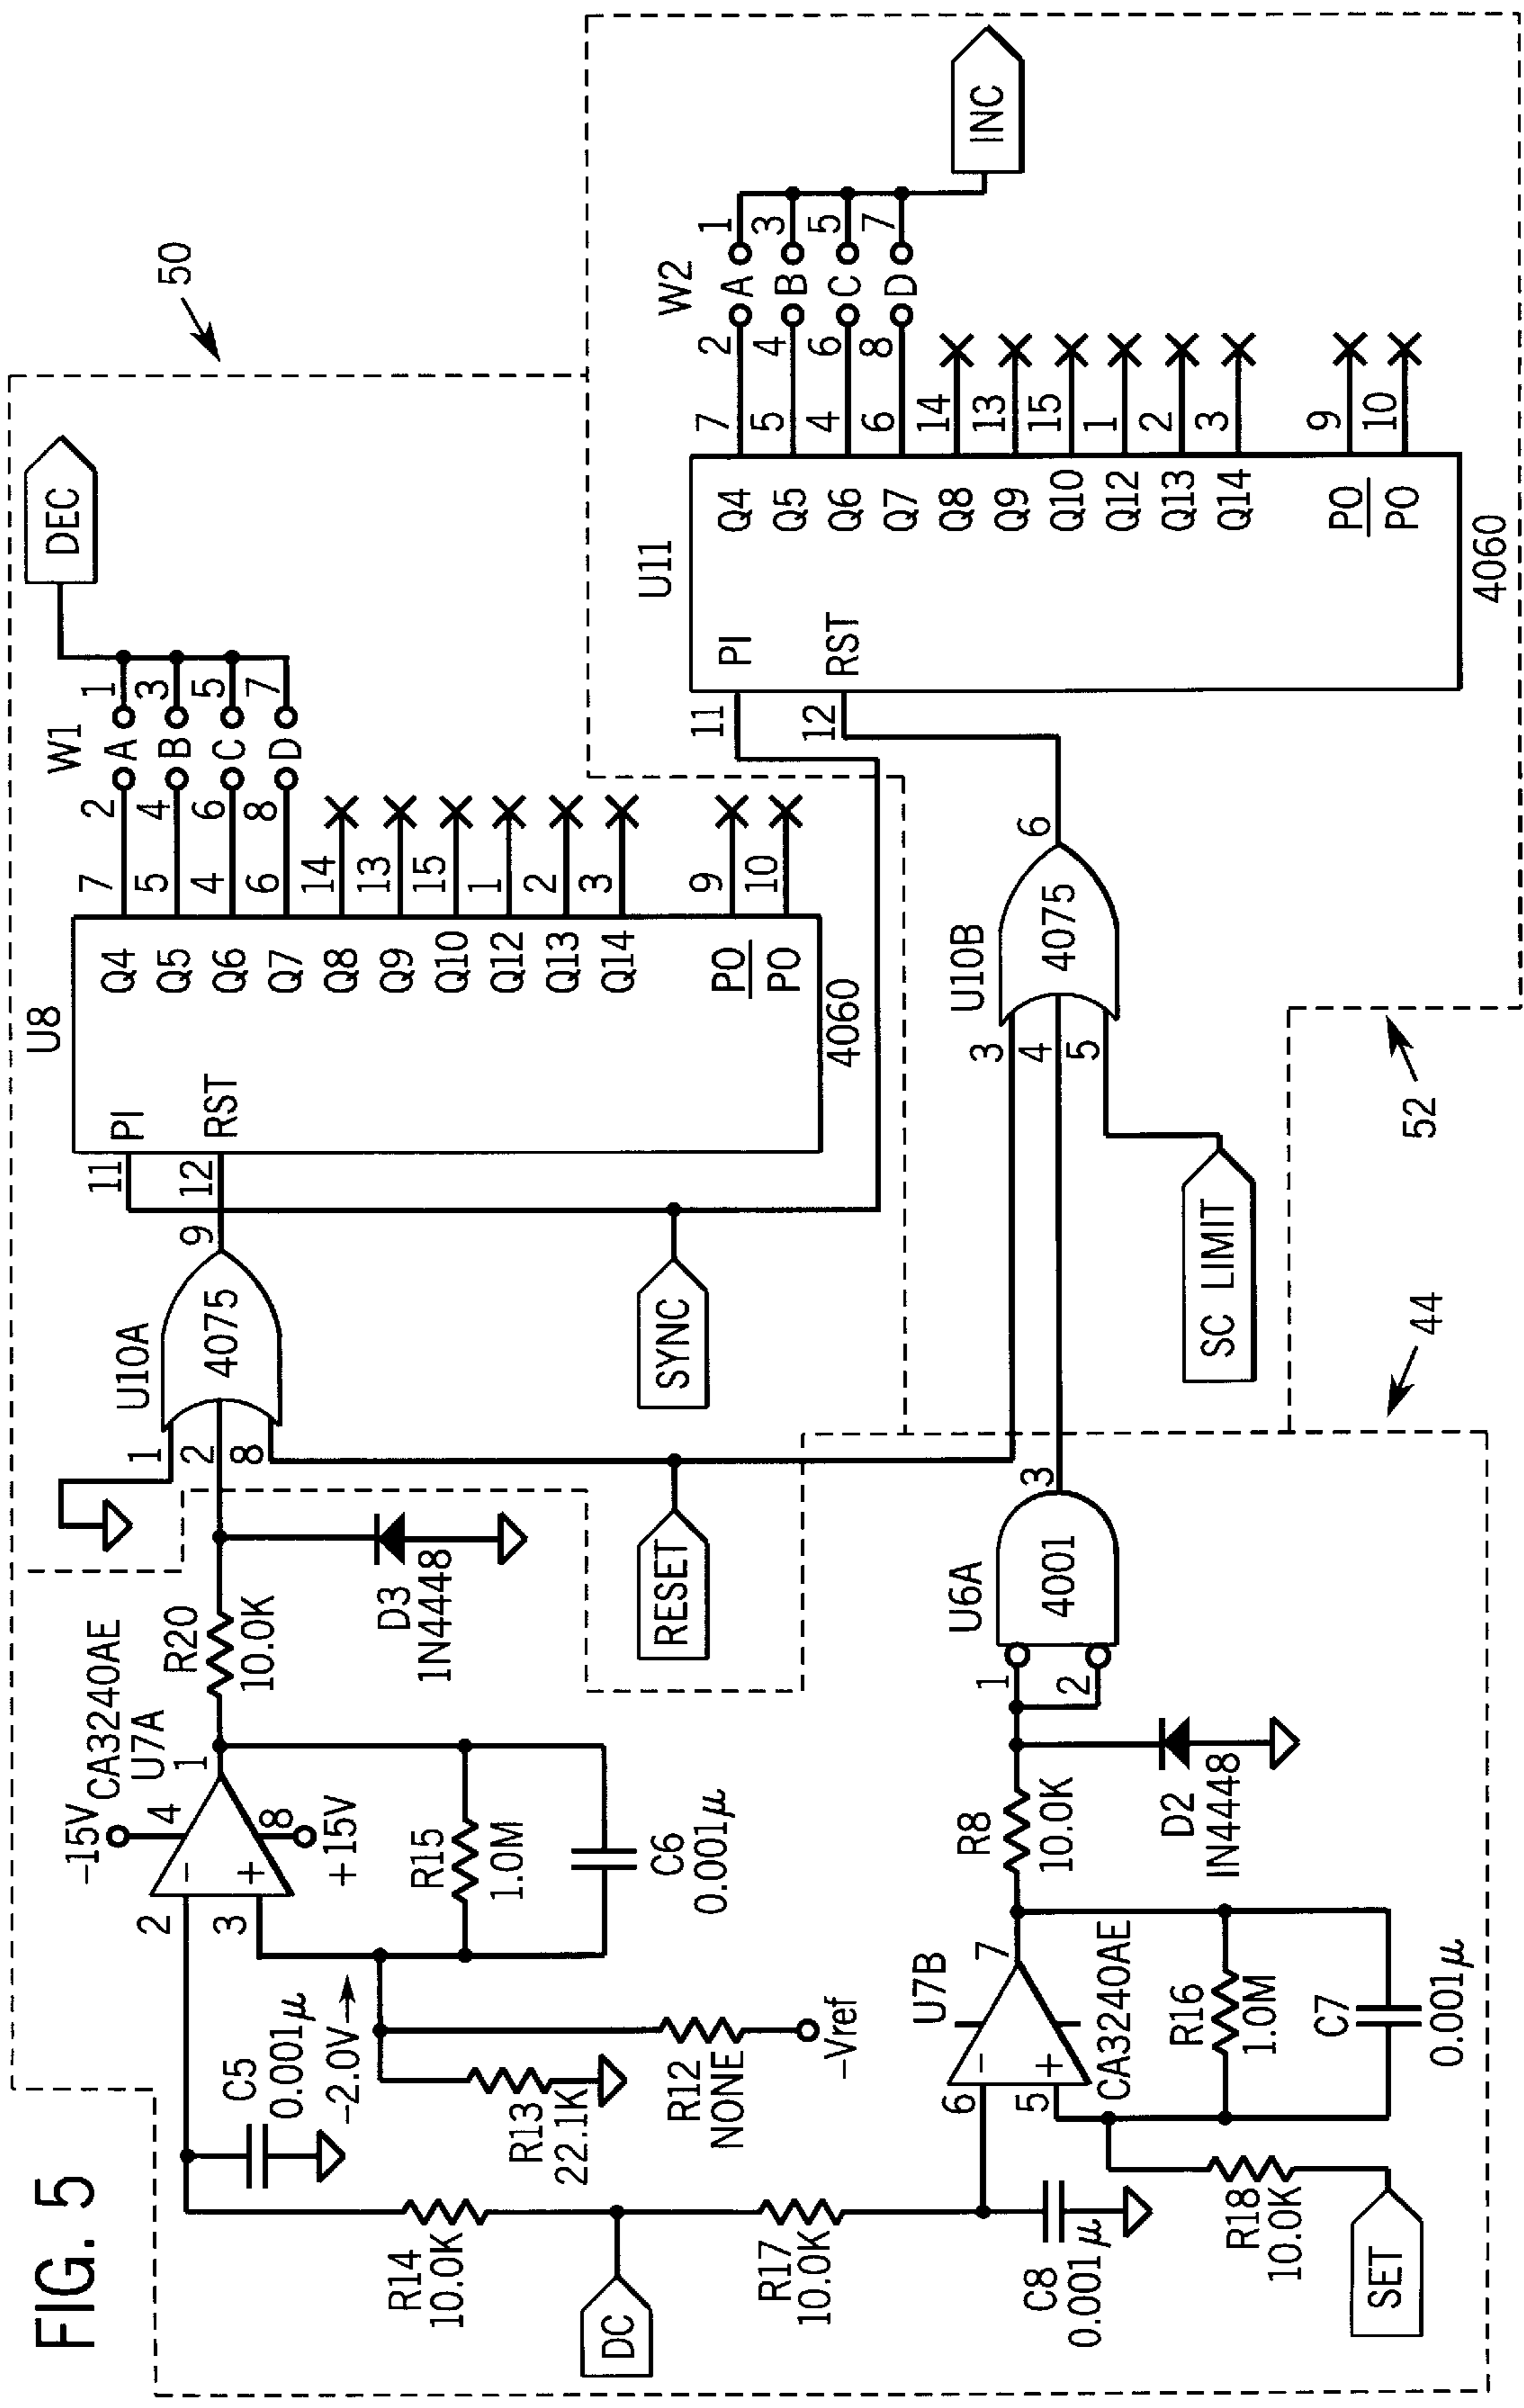 FIG. 5
50
DEC
W1
1
2
A
3
4
B
5
6
C
7
8
D
U8
PI
RST
11
12
Q4
Q5
Q6
Q7
Q8
Q9
Q10
Q12
Q13
Q14
PO
PO
7
5
4
6
14
13
15
1
2
3
9
10
4060
U10A
4075
1
2
8
9
SYNC
RESET
-15V
4
CA3240AE
U7A
1
R20
10.0K
D3
1N4448
2
3
-
+
8
+15V
R15
1.0M
C6
0.001μ
C5
0.001μ
-2.0V
R13
22.1K
R12
NONE
-Vref
R14
10.0K
DC
R17
10.0K
C8
0.001μ
U7B
6
5
-
+
7
CA3240AE
R16
1.0M
C7
0.001μ
R18
10.0K
SET
R8
10.0K
D2
1N4448
U6A
1
2
4001
3
44
U10B
3
4
5
4075
6
SC LIMIT
52
U11
PI
RST
11
12
Q4
Q5
Q6
Q7
Q8
Q9
Q10
Q12
Q13
Q14
PO
PO
7
5
4
6
14
13
15
1
2
3
9
10
4060
W2
1
2
A
3
4
B
5
6
C
7
8
D
INC